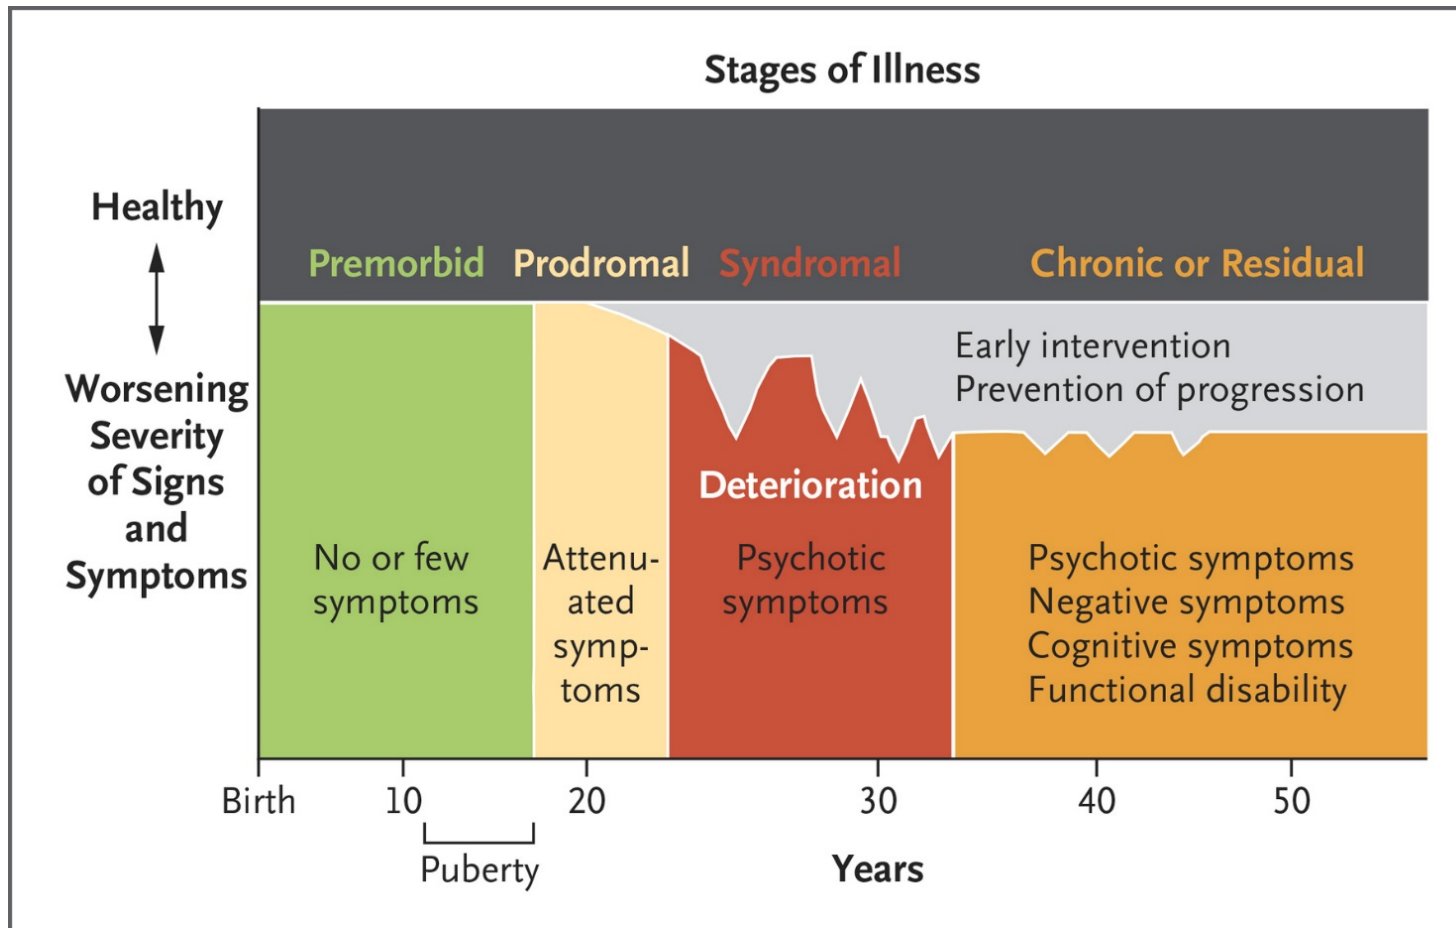 Stages of Illness
Healthy
Worsening
Severity
of Signs
and
Symptoms
Premorbid
Prodromal
Syndromal
Chronic or Residual
Early intervention
Prevention of progression
Deterioration
No or few
symptoms
Attenu-
ated
symp-
toms
Psychotic
symptoms
Psychotic symptoms
Negative symptoms
Cognitive symptoms
Functional disability
Birth
10
20
30
40
50
Puberty
Years